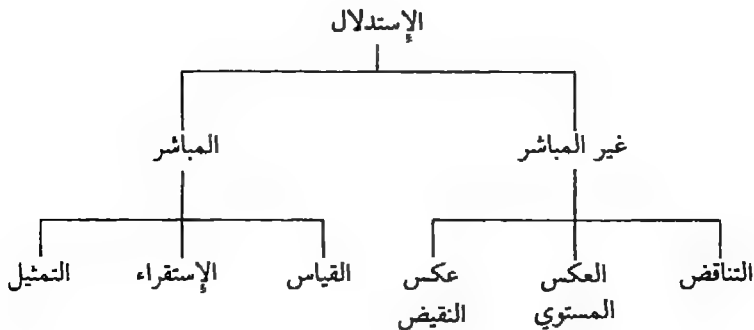 الإستدلال
غير المباشر
المباشر
التناقض
العكس المستوي
عكس النقيض
القياس
الإستقراء
التمثيل